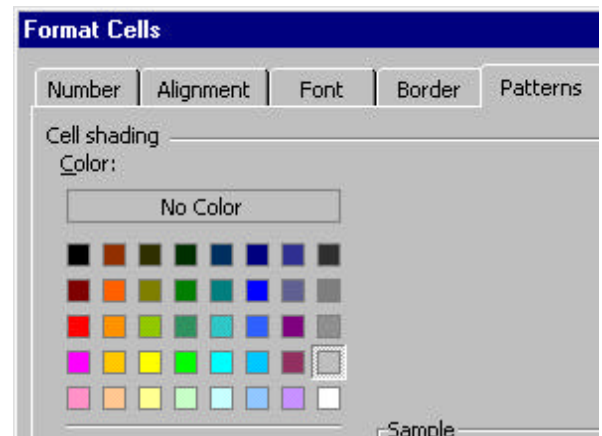 Format Cells
Number Alignment Font Border Patterns
Cell shading
Color:
No Color
Sample